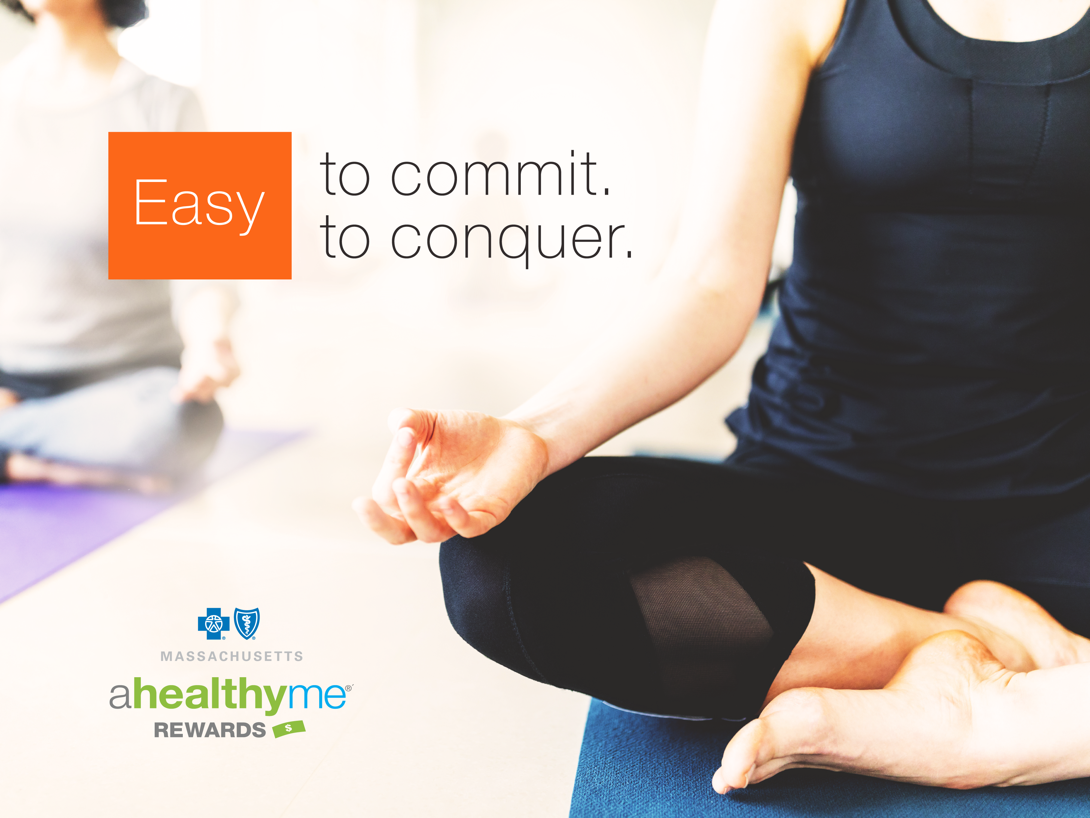 Easy
to commit.
to conquer.
MASSACHUSETTS
ahealthyme®
REWARDS $